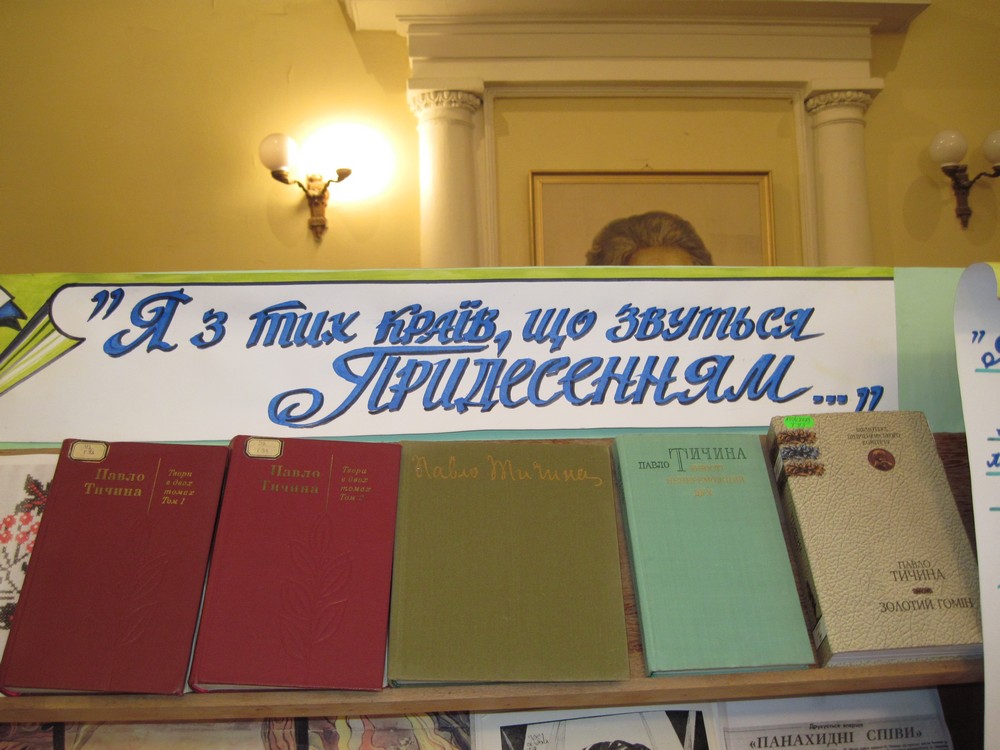 "Я з тих країв, що звуться
Придесенням..."
Павло
Тичина
Твори
в двох
томах
Том 1
Павло
Тичина
Твори
в двох
томах
Том 2
Павло Тичина
ПАВЛО ТИЧИНА
ПАВЛО
ТИЧИНА
ЗОЛОТИЙ ГОМІН
«ПАНАХИДНІ СПІВИ»